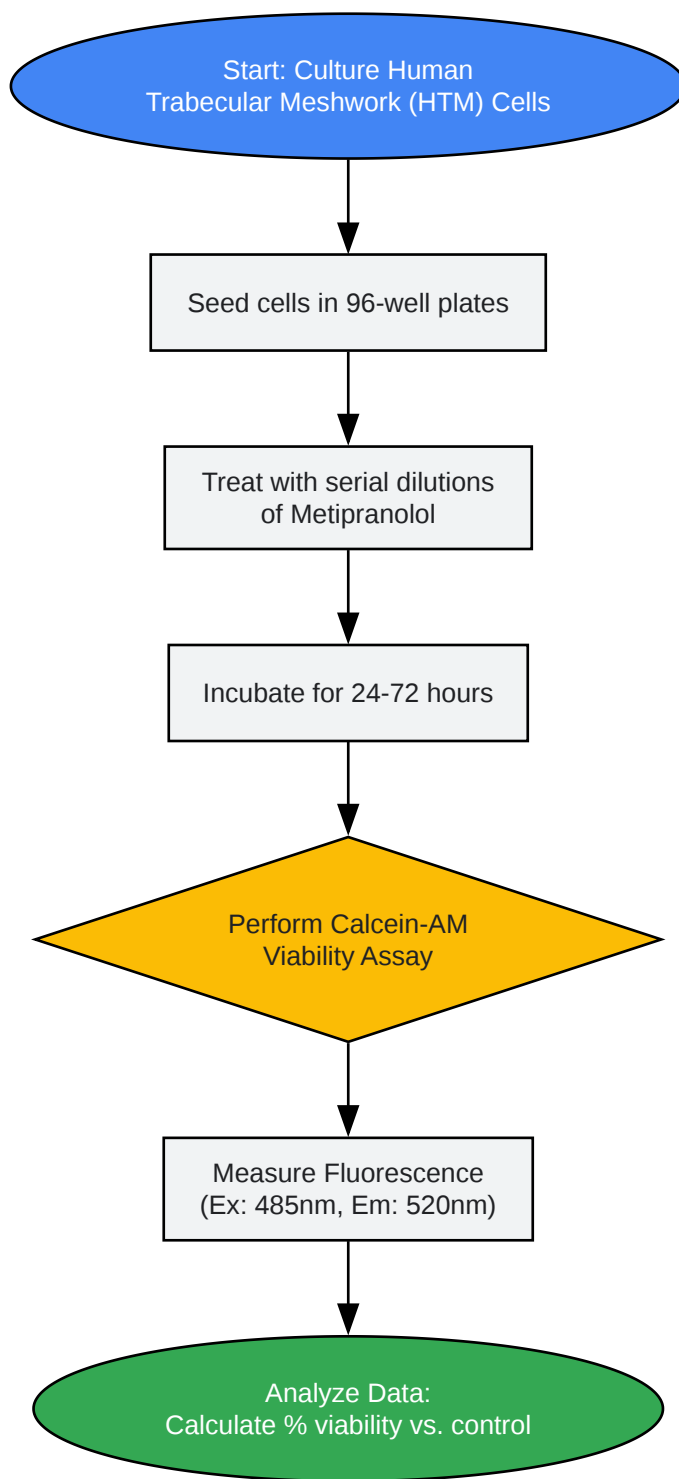 Start: Culture Human
Trabecular Meshwork (HTM) Cells
Seed cells in 96-well plates
Treat with serial dilutions
of Metipranolol
Incubate for 24-72 hours
Perform Calcein-AM
Viability Assay
Measure Fluorescence
(Ex: 485nm, Em: 520nm)
Analyze Data:
Calculate % viability vs. control